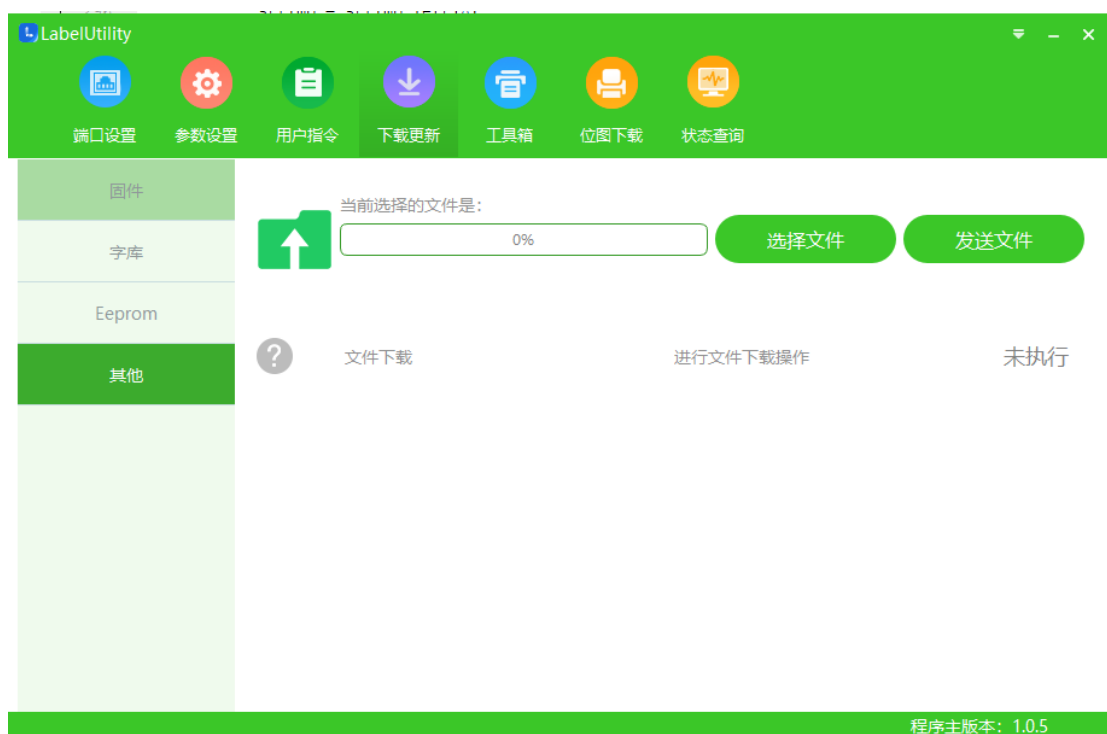 LabelUtility
端口设置 参数设置 用户指令 下载更新 工具箱 位图下载 状态查询
固件
字库
Eeprom
其他
当前选择的文件是:
0% 选择文件 发送文件
文件下载 进行文件下载操作 未执行
程序主版本: 1.0.5